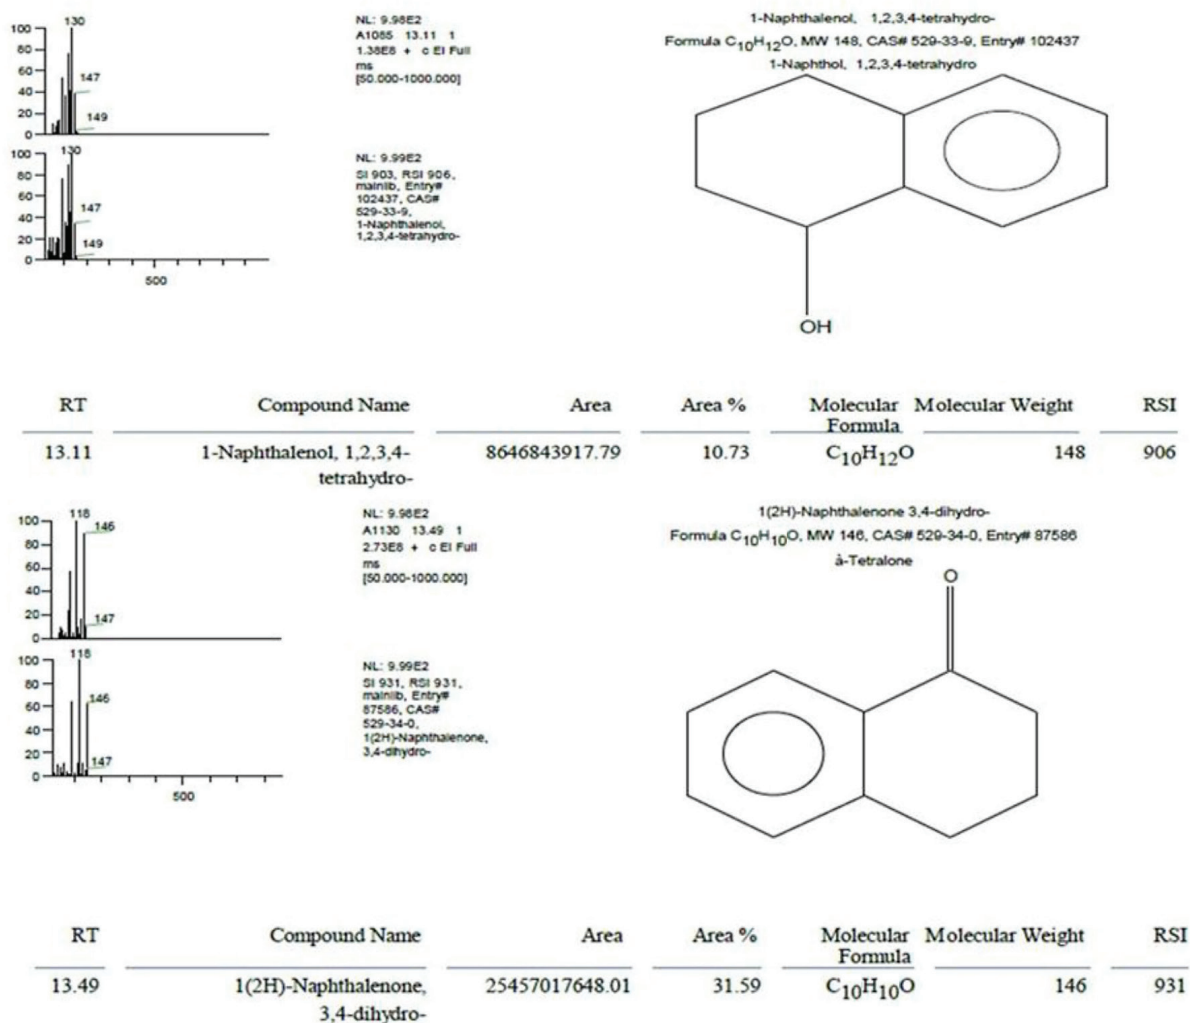 130
100
80
60
147
40
20
149
0
NL: 9.98E2
A1085 13.11 1
1.38E8 + c EI Full
ms
[50.000-1000.000]
130
100
80
60
40
147
20
149
0
500
NL: 9.99E2
SI 903, RSI 906,
mainlib, Entry#
102437, CAS#
529-33-9,
1-Naphthalenol,
1,2,3,4-tetrahydro-
1-Naphthalenol, 1,2,3,4-tetrahydro-
Formula C10H12O, MW 148, CAS# 529-33-9, Entry# 102437
1-Naphthol, 1,2,3,4-tetrahydro
OH
RT Compound Name Area Area % Molecular Formula Molecular Weight RSI
13.11 1-Naphthalenol, 1,2,3,4- 8646843917.79 10.73 C10H12O 148 906
tetrahydro-
118
100
146
80
60
40
20
147
0
NL: 9.98E2
A1130 13.49 1
2.73E8 + c EI Full
ms
[50.000-1000.000]
118
100
80
146
60
40
20
147
0
500
NL: 9.99E2
SI 931, RSI 931,
mainlib, Entry#
87586, CAS#
529-34-0,
1(2H)-Naphthalenone,
3,4-dihydro-
1(2H)-Naphthalenone 3,4-dihydro-
Formula C10H10O, MW 146, CAS# 529-34-0, Entry# 87586
à-Tetralone
O
RT Compound Name Area Area % Molecular Formula Molecular Weight RSI
13.49 1(2H)-Naphthalenone, 25457017648.01 31.59 C10H10O 146 931
3,4-dihydro-